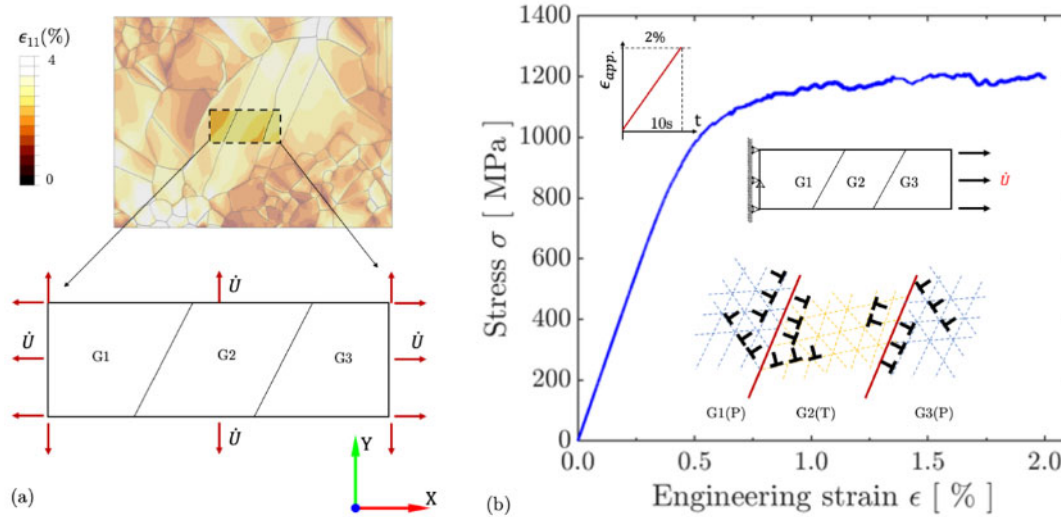 ϵ₁₁(%)
4
0
U̇
U̇
U̇
G1
G2
G3
U̇
Y
X
(a)
1400
1200
1000
800
600
400
200
0
Stress σ [ MPa ]
2%
ϵapp.
t
10s
G1
G2
G3
U̇
G1(P)
G2(T)
G3(P)
0.0
0.5
1.0
1.5
2.0
Engineering strain ϵ [ % ]
(b)